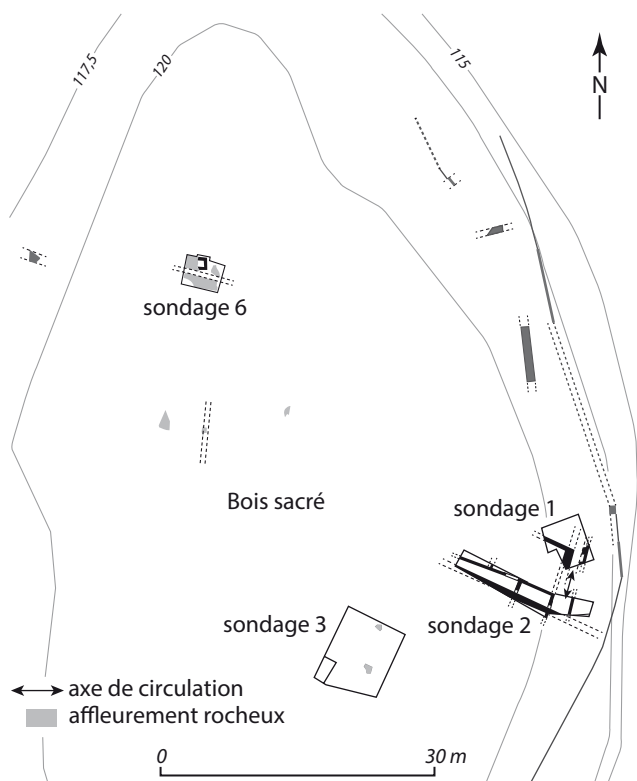 117,5
120
115
N
sondage 6
Bois sacré
sondage 1
sondage 3
sondage 2
axe de circulation
affleurement rocheux
0 30 m